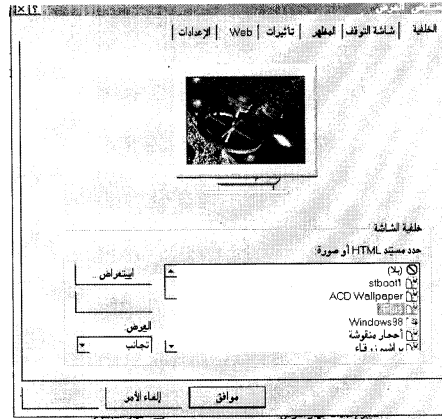 الخلفية | شاشة التوقف | المظهر | تأثيرات | Web | الإعدادات
خلفية الشاشة
حدد مستند HTML أو صورة:
(بلا)
stboot1
ACD Wallpaper
Windows98
أحجار منقوشة
استعراض
العرض
تجانب
موافق
إلغاء الأمر